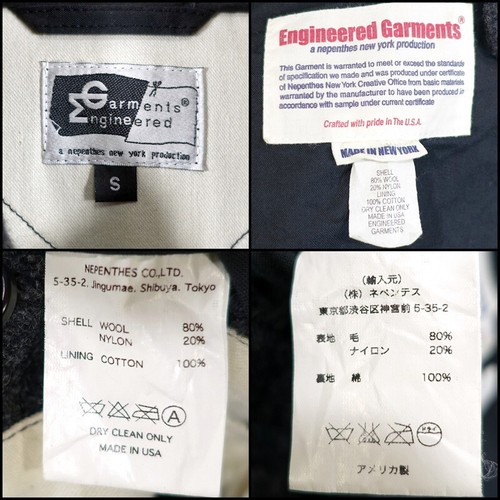 Garments®
Engineered
a nepenthes new york production
S
Engineered Garments®
a nepenthes new york production
This Garment is warranted to meet or exceed the standards
of specification we made and was produced under certificate
of Nepenthes New York Creative Office from basic materials
warranted by the manufacturer to have been produced in
accordance with sample under current certificate
Crafted with pride in The U.S.A.
MADE IN NEW YORK
SHELL
80% WOOL
20% NYLON
LINING
100% COTTON
DRY CLEAN ONLY
MADE IN USA
ENGINEERED
GARMENTS
NEPENTHES CO.,LTD.
5-35-2, Jingumae, Shibuya, Tokyo
SHELL WOOL 80%
NYLON 20%
LINING COTTON 100%
A
DRY CLEAN ONLY
MADE IN USA
(輸入元)
(株) ネペンテス
東京都渋谷区神宮前 5-35-2
表地 毛 80%
ナイロン 20%
裏地 綿 100%
ドライ
アメリカ製